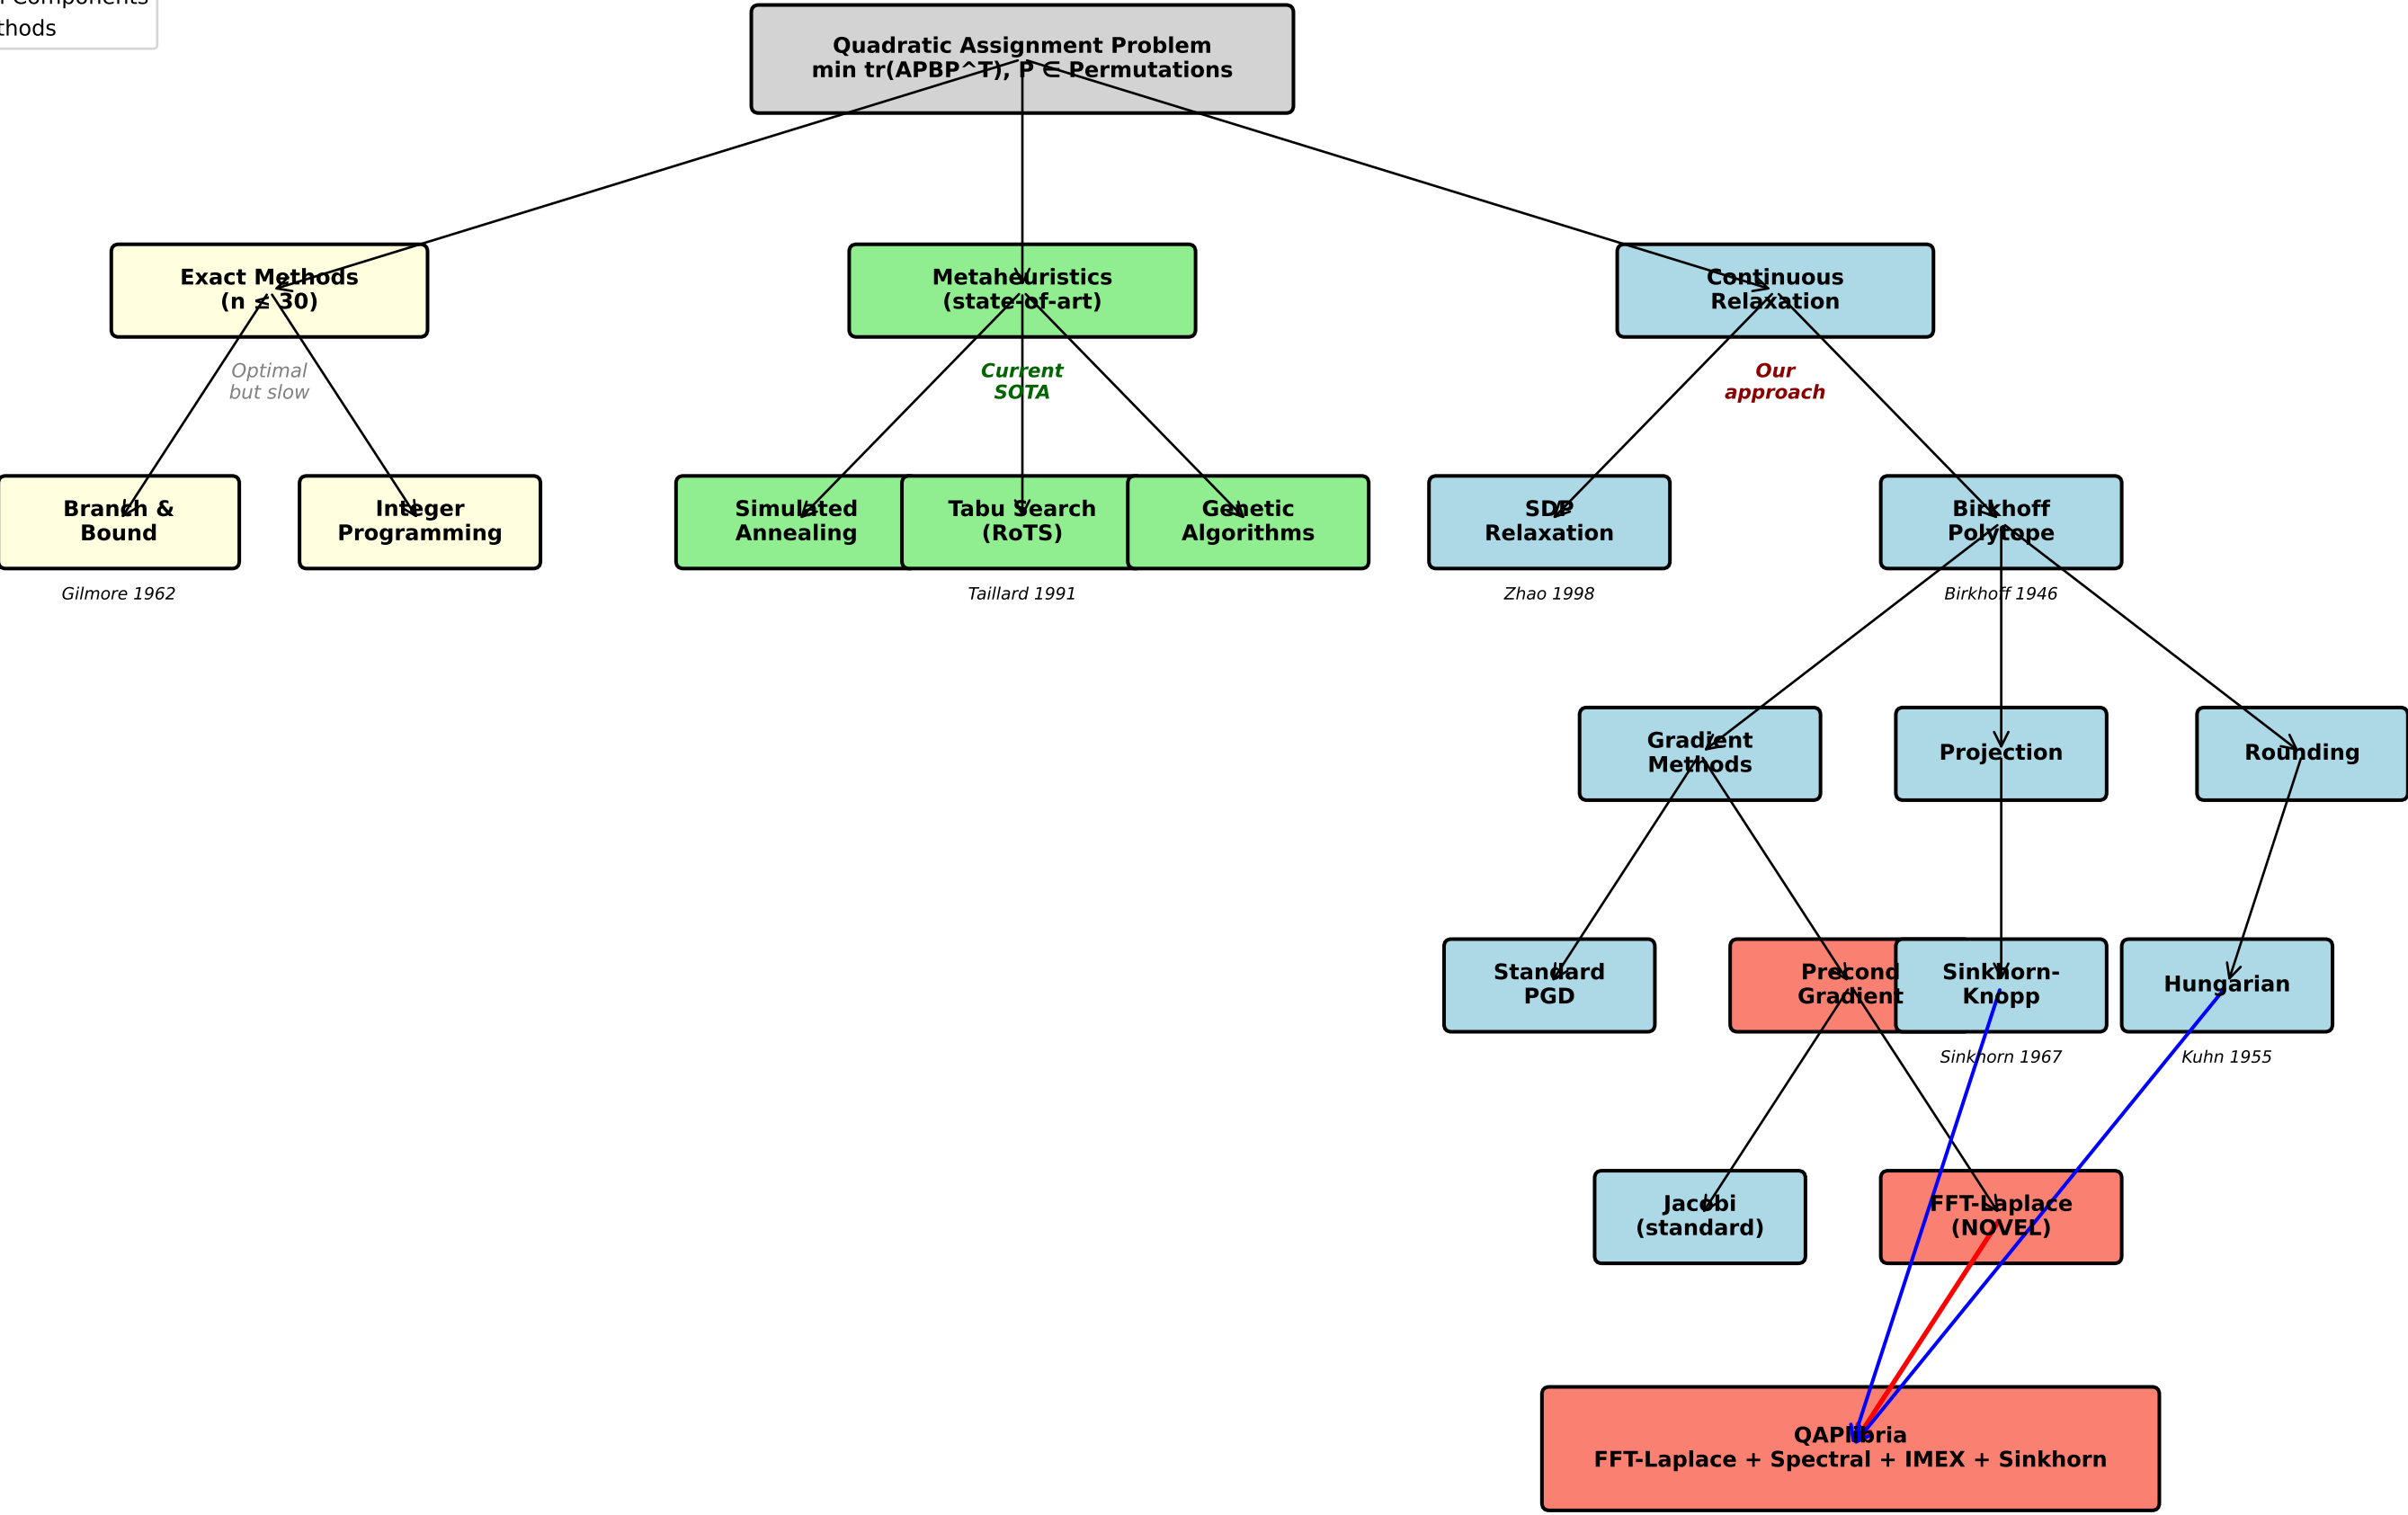 Components
thods
Quadratic Assignment Problem
min tr(APBP^T), P ∈ Permutations
Exact Methods
(n ≤ 30)
Metaheuristics
(state-of-art)
Continuous
Relaxation
Optimal
but slow
Current
SOTA
Our
approach
Branch &
Bound
Integer
Programming
Simulated
Annealing
Tabu Search
(RoTS)
Genetic
Algorithms
SDP
Relaxation
Birkhoff
Polytope
Gilmore 1962
Taillard 1991
Zhao 1998
Birkhoff 1946
Gradient
Methods
Projection
Rounding
Standard
PGD
Precond
Gradient
Sinkhorn-
Knopp
Hungarian
Sinkhorn 1967
Kuhn 1955
Jacobi
(standard)
FFT-Laplace
(NOVEL)
QAPlibria
FFT-Laplace + Spectral + IMEX + Sinkhorn